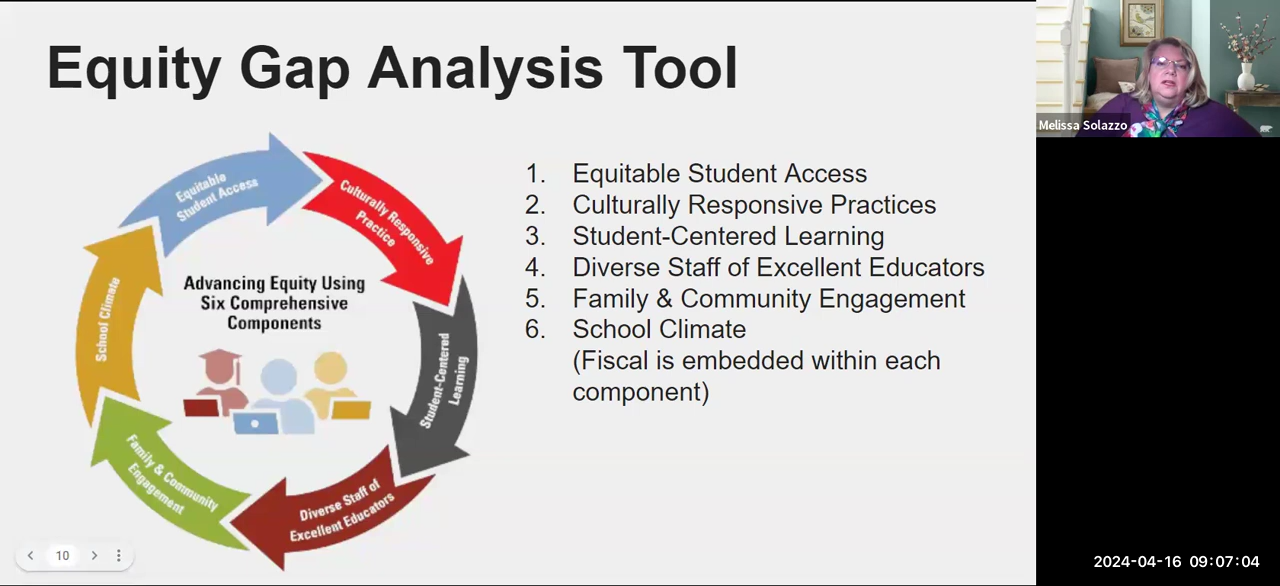 Equity Gap Analysis Tool
Equitable
Student Access
Culturally Responsive
Practice
Student-Centered
Learning
Diverse Staff of
Excellent Educators
Family & Community
Engagement
School Climate
Advancing Equity Using
Six Comprehensive
Components
1. Equitable Student Access
2. Culturally Responsive Practices
3. Student-Centered Learning
4. Diverse Staff of Excellent Educators
5. Family & Community Engagement
6. School Climate
(Fiscal is embedded within each
component)
10
Melissa Solazzo
2024-04-16 09:07:04